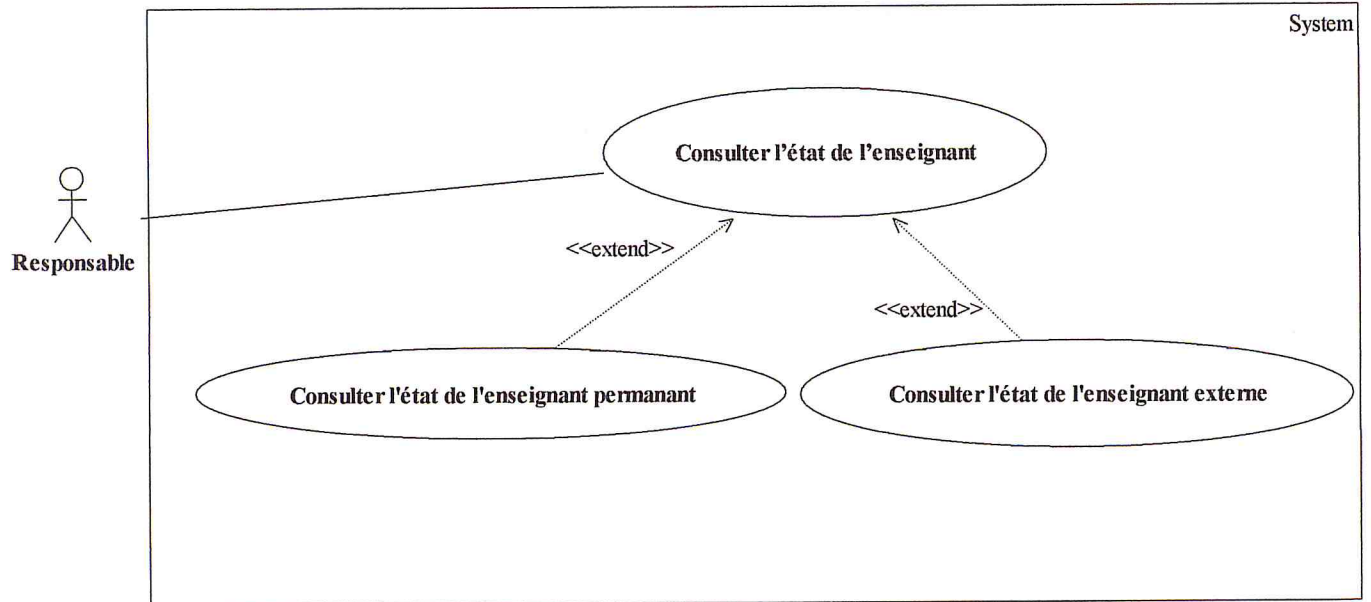 System
Consulter l’état de l’enseignant
Responsable
<<extend>>
<<extend>>
Consulter l'état de l'enseignant permanant
Consulter l'état de l'enseignant externe